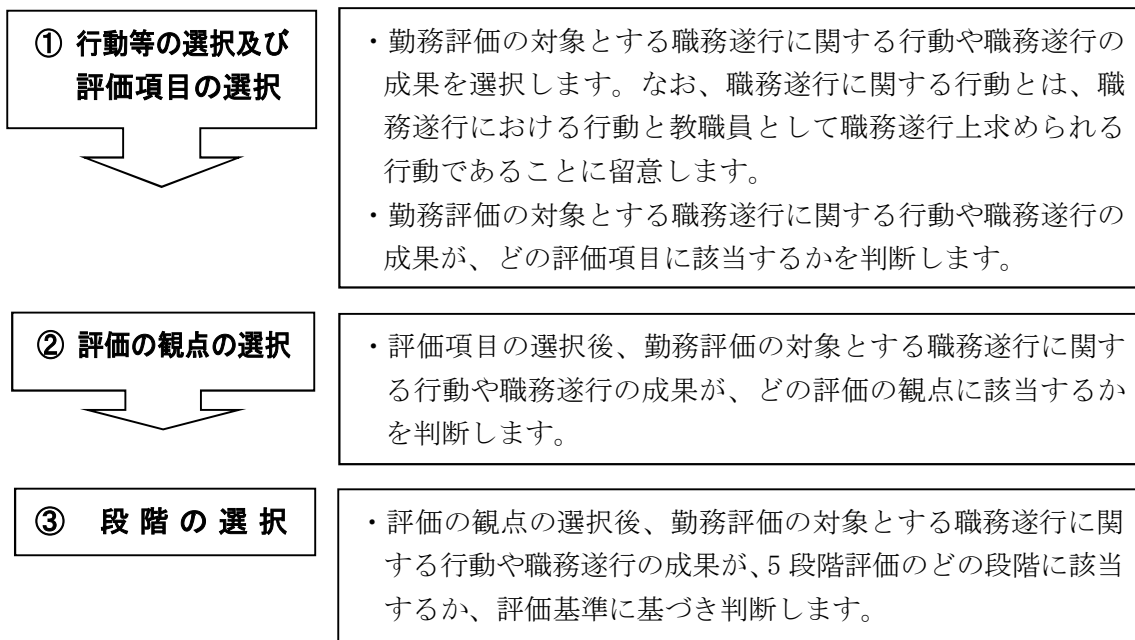 ① 行動等の選択及び
評価項目の選択
・勤務評価の対象とする職務遂行に関する行動や職務遂行の
成果を選択します。なお、職務遂行に関する行動とは、職
務遂行における行動と教職員として職務遂行上求められる
行動であることに留意します。
・勤務評価の対象とする職務遂行に関する行動や職務遂行の
成果が、どの評価項目に該当するかを判断します。
② 評価の観点の選択
・評価項目の選択後、勤務評価の対象とする職務遂行に関す
る行動や職務遂行の成果が、どの評価の観点に該当するか
を判断します。
③ 段階の選択
・評価の観点の選択後、勤務評価の対象とする職務遂行に関
する行動や職務遂行の成果が、5 段階評価のどの段階に該当
するか、評価基準に基づき判断します。